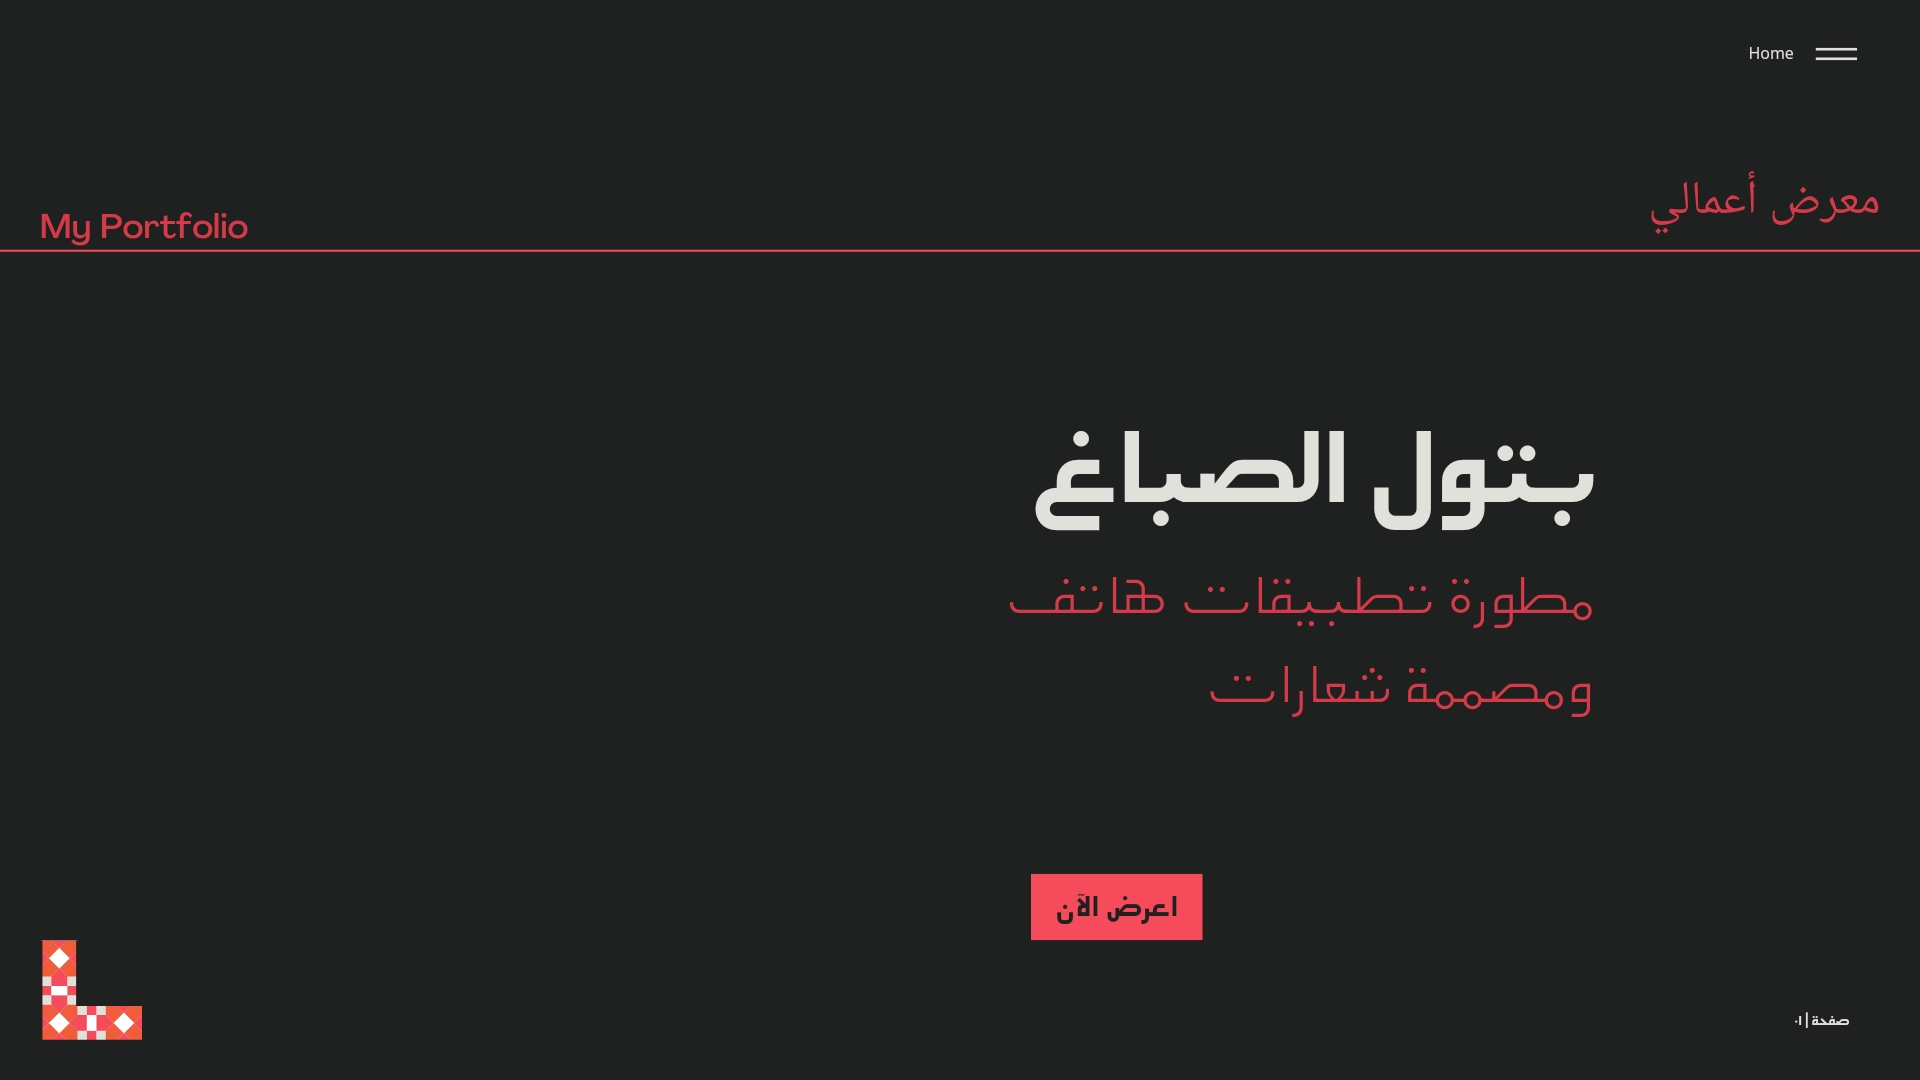 Home
معرض أعمالي
My Portfolio
بتول الصباغ
مطورة تطبيقات هاتف
ومصممة شعارات
اعرض الآن
صفحة | ٠١